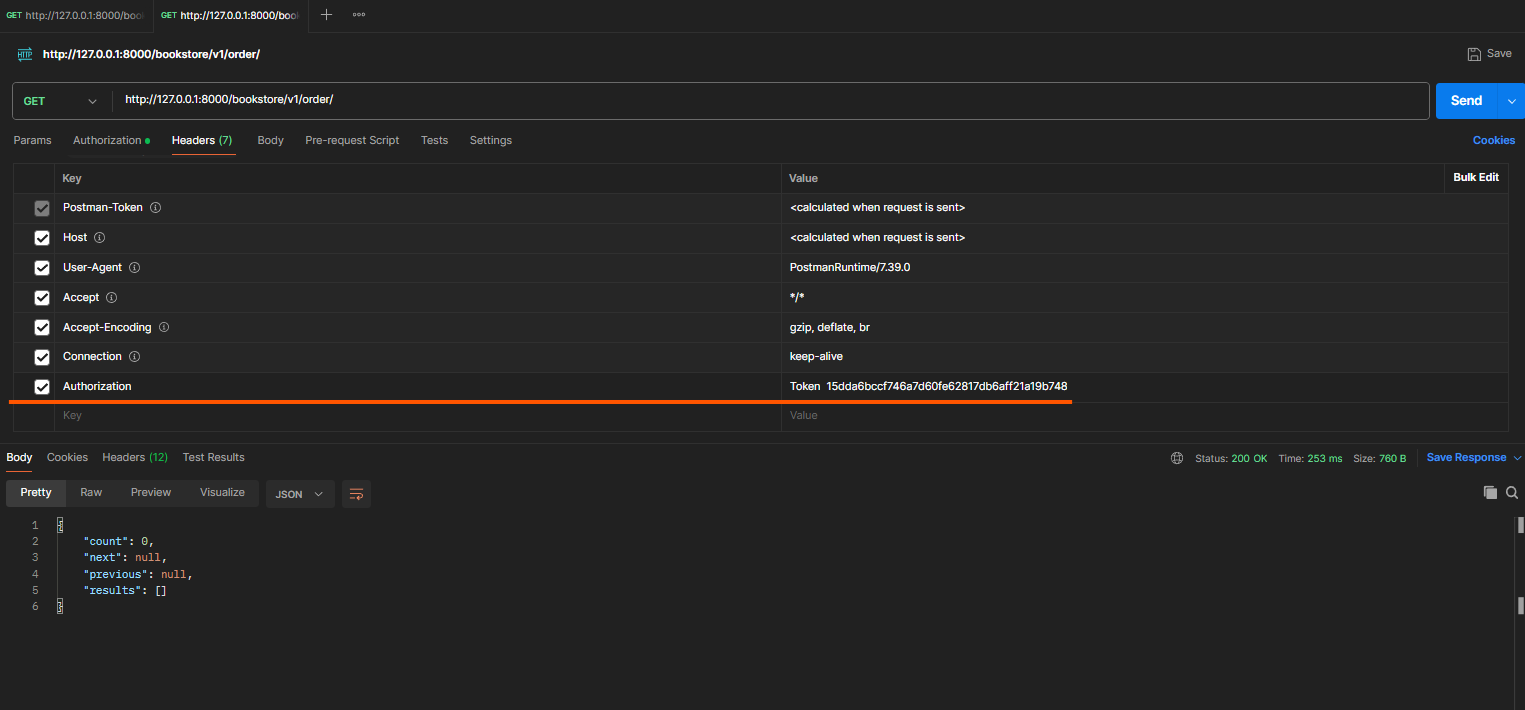 GET http://127.0.0.1:8000/boo GET http://127.0.0.1:8000/book
HTTP http://127.0.0.1:8000/bookstore/v1/order/ Save
GET http://127.0.0.1:8000/bookstore/v1/order/ Send
Params Authorization Headers (7) Body Pre-request Script Tests Settings Cookies
Key Value Bulk Edit
Postman-Token <calculated when request is sent>
Host <calculated when request is sent>
User-Agent PostmanRuntime/7.39.0
Accept */*
Accept-Encoding gzip, deflate, br
Connection keep-alive
Authorization Token 15dda6bccf746a7d60fe62817db6aff21a19b748
Key Value
Body Cookies Headers (12) Test Results Status: 200 OK Time: 253 ms Size: 760 B Save Response
Pretty Raw Preview Visualize JSON
1 {
2 "count": 0,
3 "next": null,
4 "previous": null,
5 "results": []
6 }